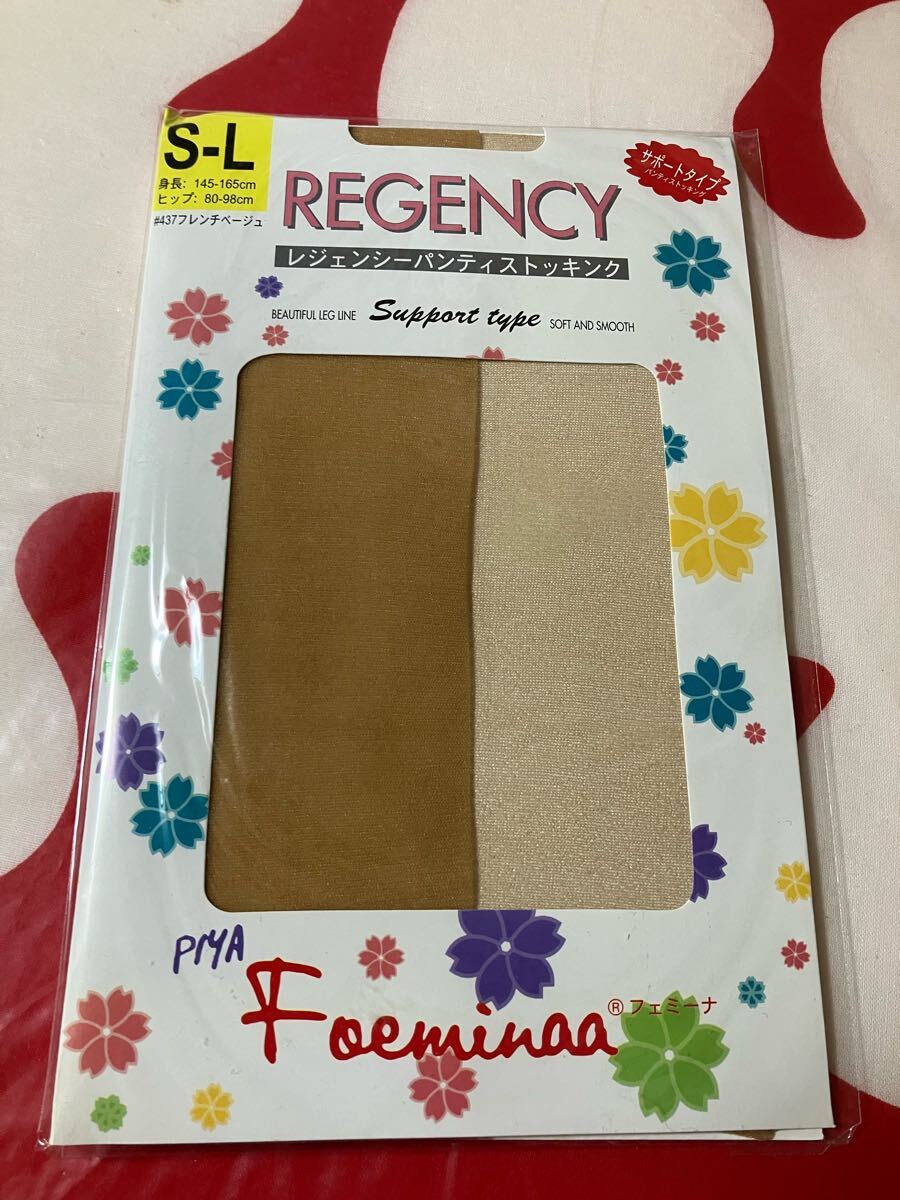 S-L
身長: 145-165cm
ヒップ: 80-98cm
#437フレンチベージュ
REGENCY
サポートタイプ
パンティストッキング
レジェンシーパンティストッキング
BEAUTIFUL LEG LINE Support type SOFT AND SMOOTH
PIYA
Foeminaa ® フェミーナ